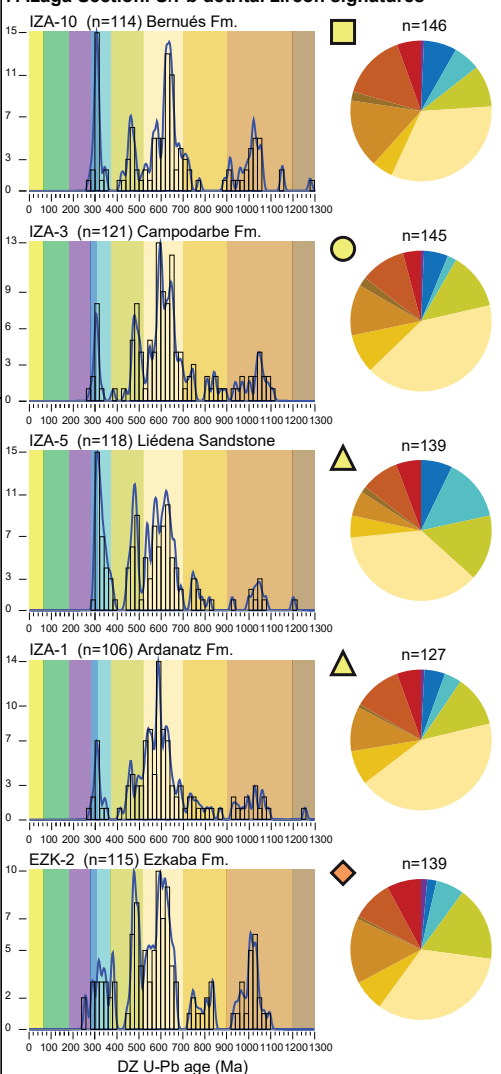 IZA-10 (n=114) Bernués Fm.
n=146
15
11
7
3
0
0 100 200 300 400 500 600 700 800 900 1000 1100 1200 1300
IZA-3 (n=121) Campodarbe Fm.
n=145
13
9
6
3
0
0 100 200 300 400 500 600 700 800 900 1000 1100 1200 1300
IZA-5 (n=118) Liédena Sandstone
n=139
15
11
7
3
0
0 100 200 300 400 500 600 700 800 900 1000 1100 1200 1300
IZA-1 (n=106) Ardanatz Fm.
n=127
14
10
7
3
0
0 100 200 300 400 500 600 700 800 900 1000 1100 1200 1300
EZK-2 (n=115) Ezkaba Fm.
n=139
10
7
5
2
0
0 100 200 300 400 500 600 700 800 900 1000 1100 1200 1300
DZ U-Pb age (Ma)